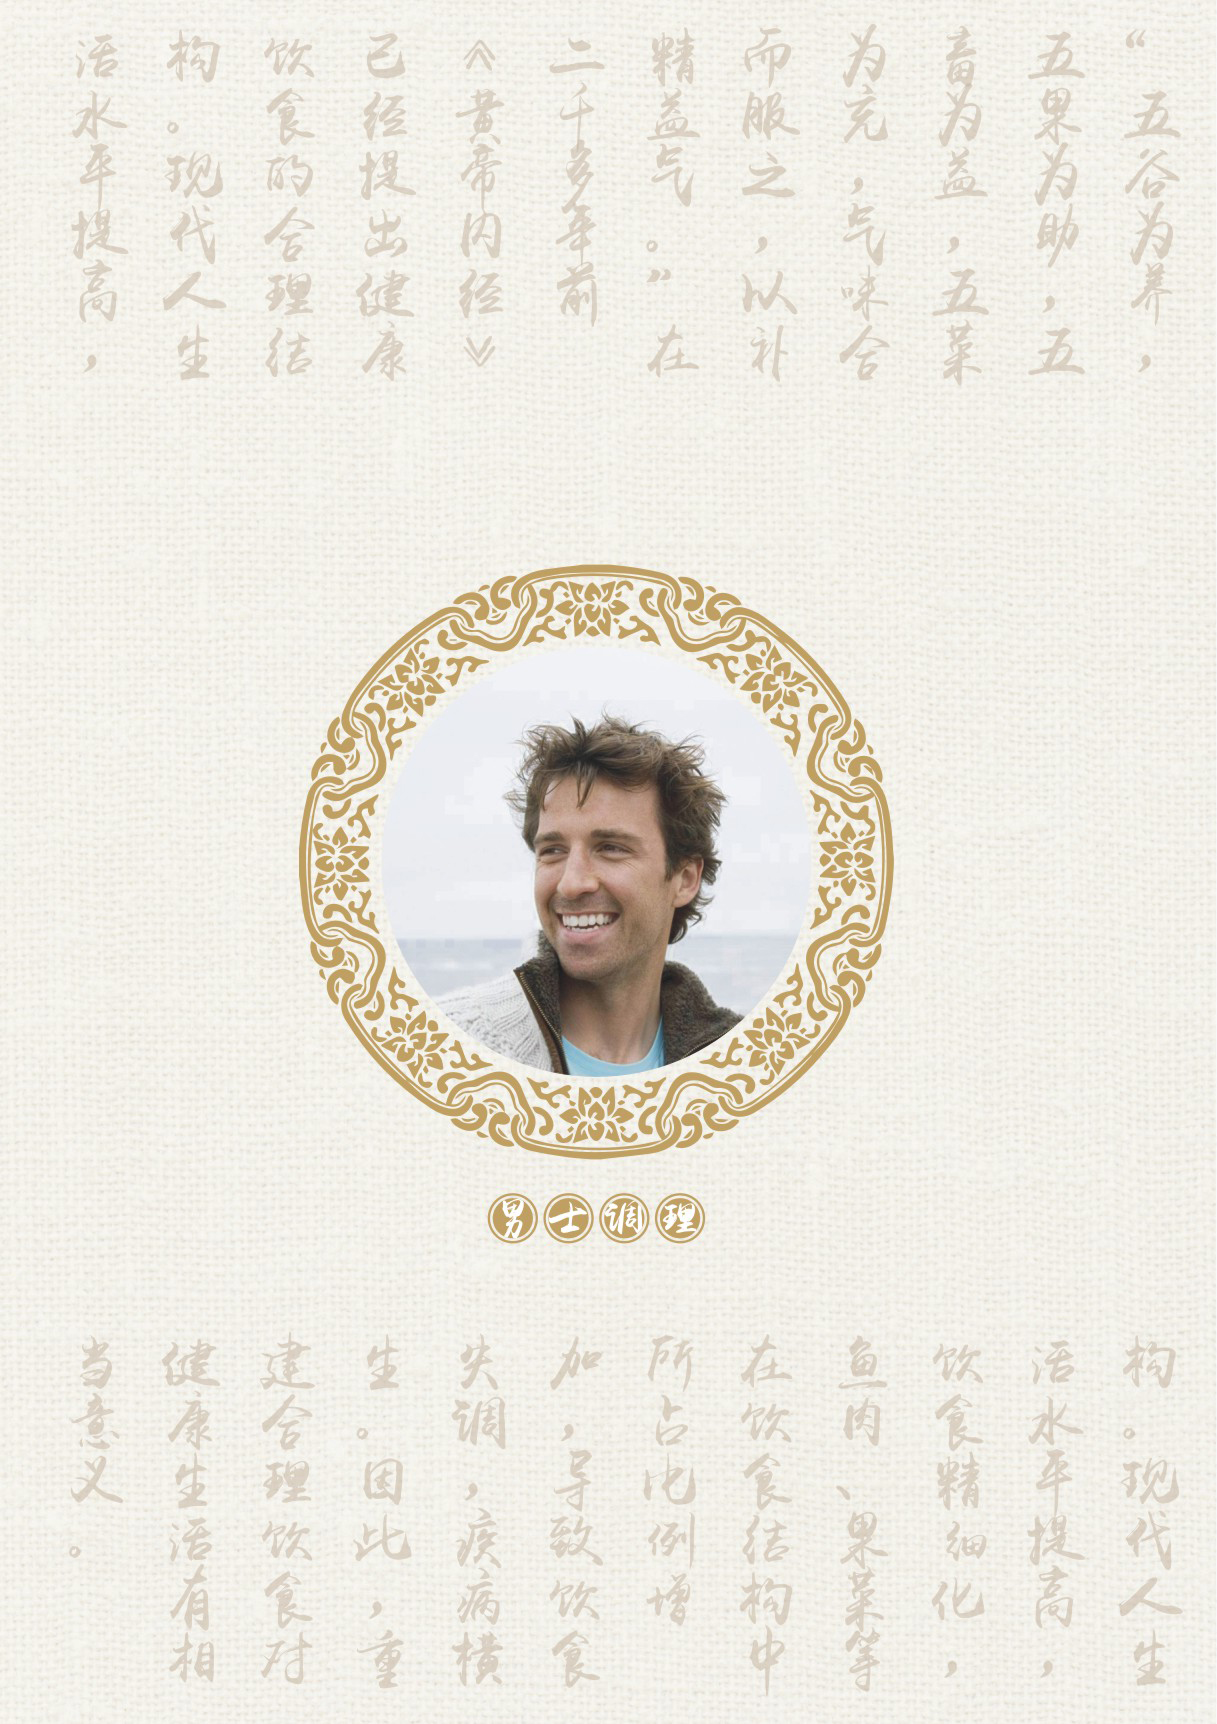 “五谷为养，
五果为助，五
畜为益，五菜
为充，气味合
而服之，以补
精益气。”在
二千多年前
《黄帝内经》
已经提出健康
饮食的合理结
构。现代人生
活水平提高，
男士调理
构。现代人生
活水平提高，
饮食精细化，
鱼肉、果菜等
在饮食结构中
所占比例增
加，导致饮食
失调，疾病横
生。因此，重
建合理饮食对
健康生活有相
当意义。